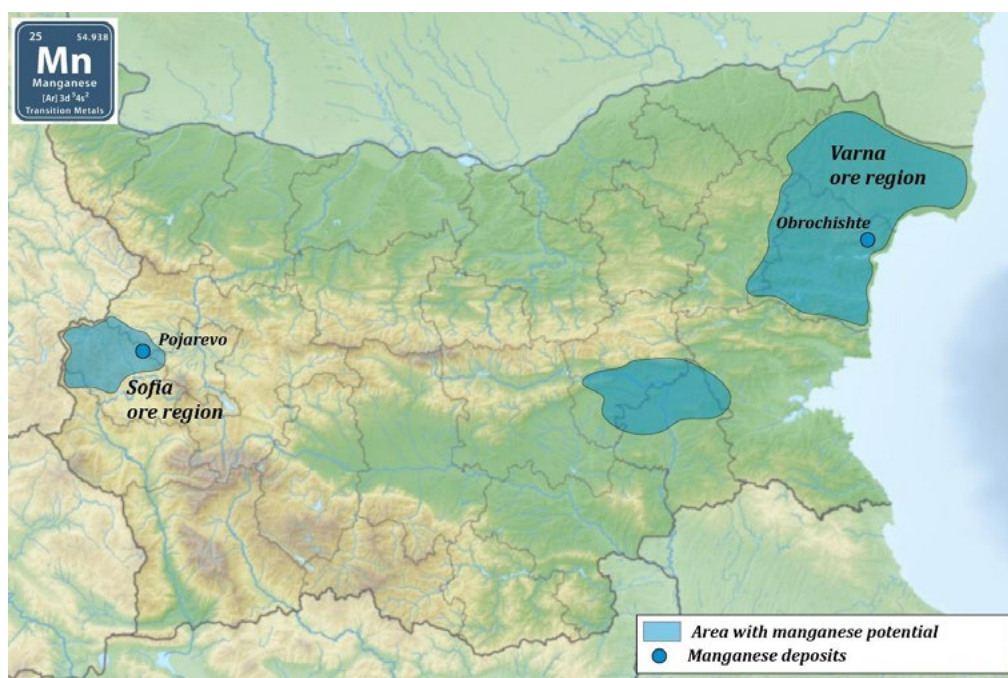 25 54.938
Mn
Manganese
[Ar] 3d⁵4s²
Transition Metals
Varna
ore region
Obrochishte
Pojarevo
Sofia
ore region
Area with manganese potential
Manganese deposits